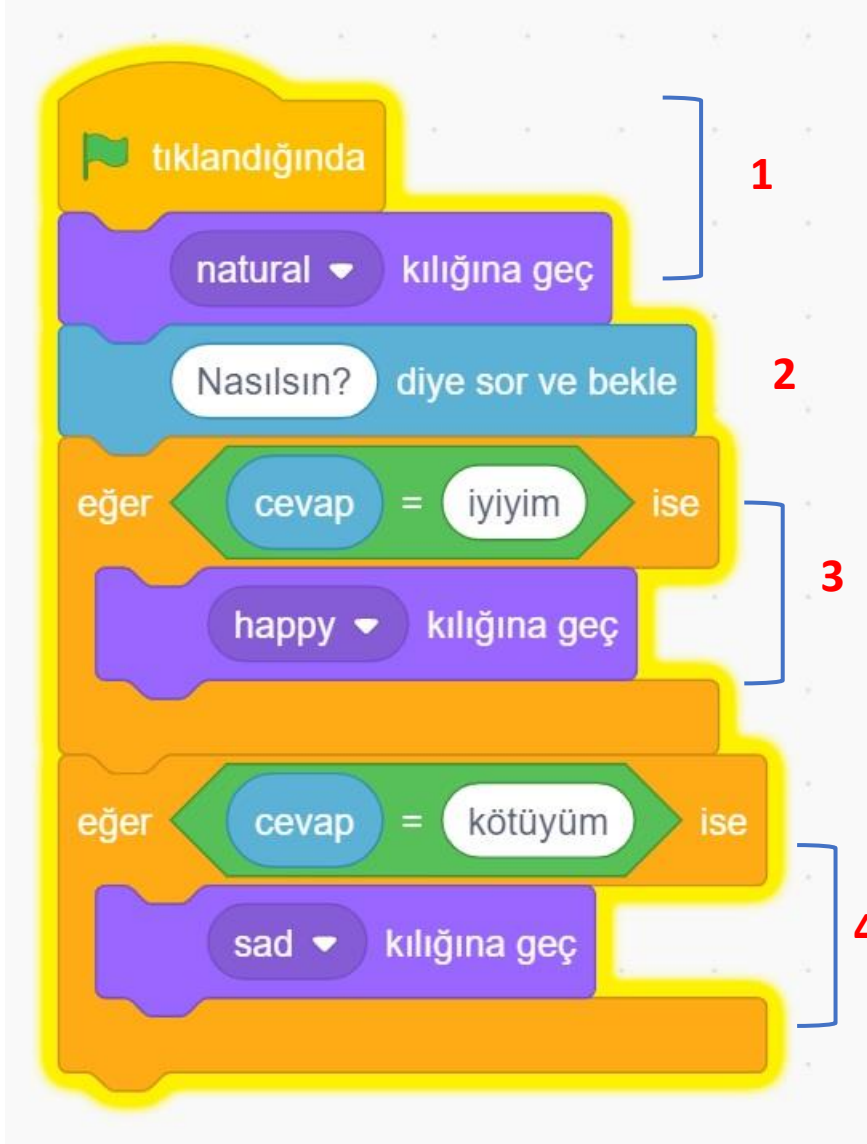 tıklandığında
1
natural kılığına geç
Nasılsın? diye sor ve bekle
2
eğer cevap = iyiyim ise
3
happy kılığına geç
eğer cevap = kötüyüm ise
4
sad kılığına geç